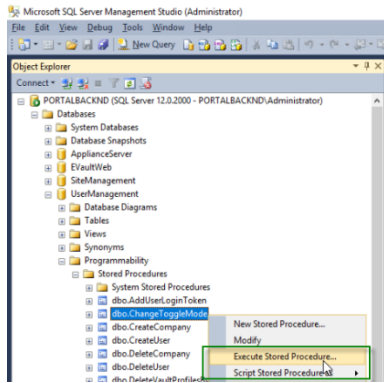 Microsoft SQL Server Management Studio (Administrator)
File Edit View Debug Tools Window Help
New Query
Object Explorer
Connect
PORTALBACKND (SQL Server 12.0.2000 - PORTALBACKND\Administrator)
Databases
System Databases
Database Snapshots
ApplianceServer
EVaultWeb
SiteManagement
UserManagement
Database Diagrams
Tables
Views
Synonyms
Programmability
Stored Procedures
System Stored Procedures
dbo.AddUserLoginToken
dbo.ChangeToggleMode
dbo.CreateCompany
New Stored Procedure...
dbo.CreateUser
Modify
dbo.DeleteCompany
Execute Stored Procedure...
dbo.DeleteUser
Script Stored Procedure